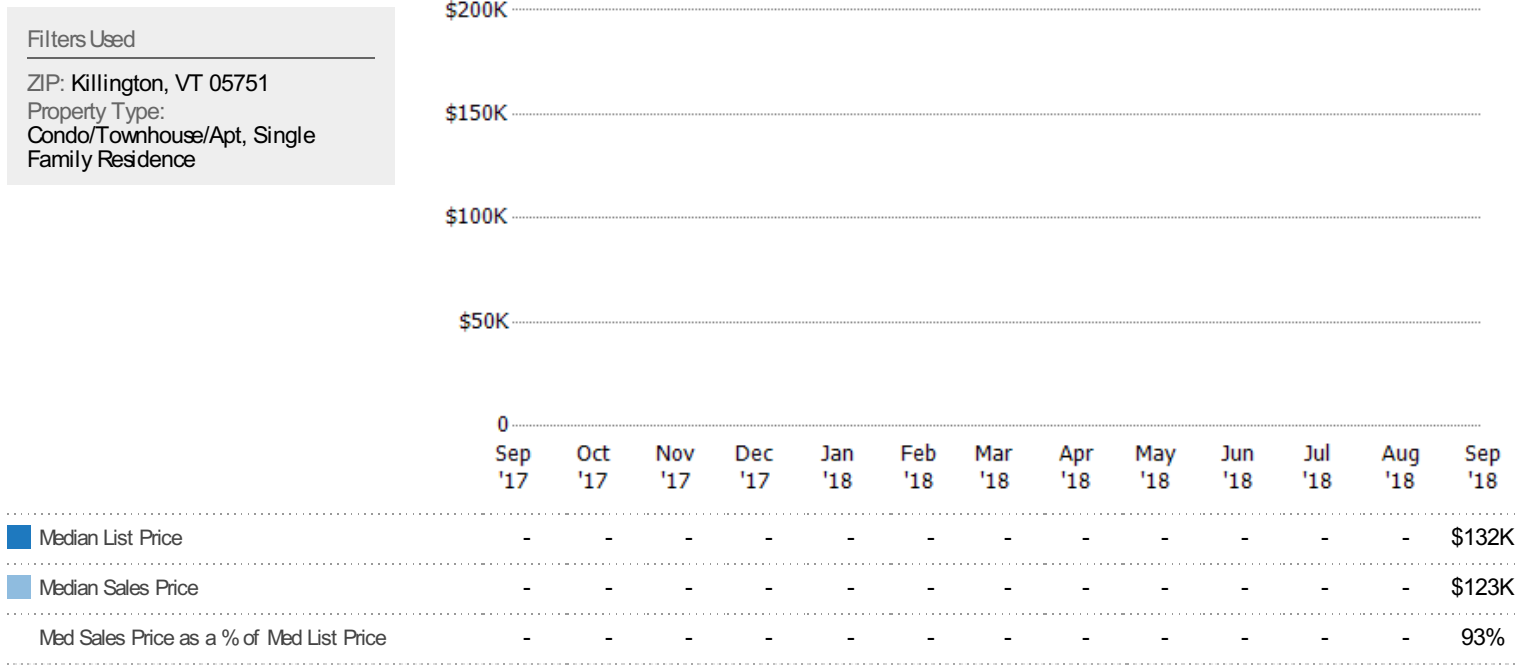 Filters Used
ZIP: Killington, VT 05751
Property Type:
Condo/Townhouse/Apt, Single
Family Residence
$200K
$150K
$100K
$50K
0
Sep Oct Nov Dec Jan Feb Mar Apr May Jun Jul Aug Sep
'17 '17 '17 '17 '18 '18 '18 '18 '18 '18 '18 '18 '18
Median List Price - - - - - - - - - - - - $132K
Median Sales Price - - - - - - - - - - - - $123K
Med Sales Price as a % of Med List Price - - - - - - - - - - - - 93%